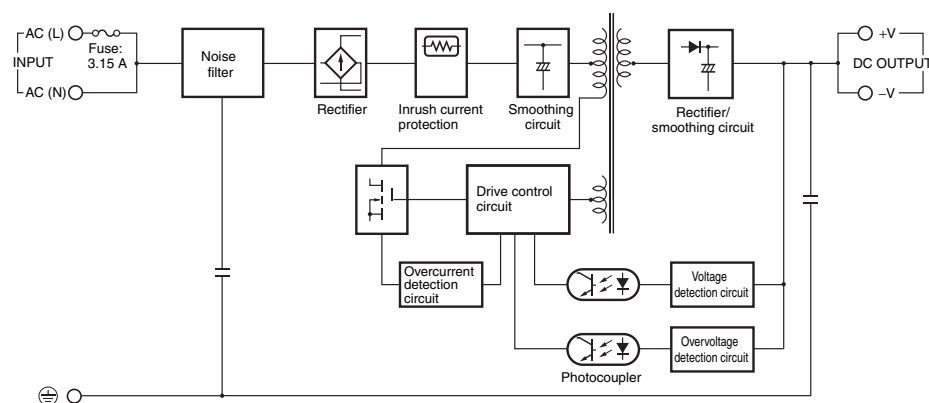 AC (L)
Fuse:
3.15 A
INPUT
AC (N)
Noise
filter
Rectifier
Inrush current
protection
Smoothing
circuit
Rectifier/
smoothing circuit
+V
DC OUTPUT
–V
Drive control
circuit
Overcurrent
detection
circuit
Voltage
detection circuit
Overvoltage
detection circuit
Photocoupler